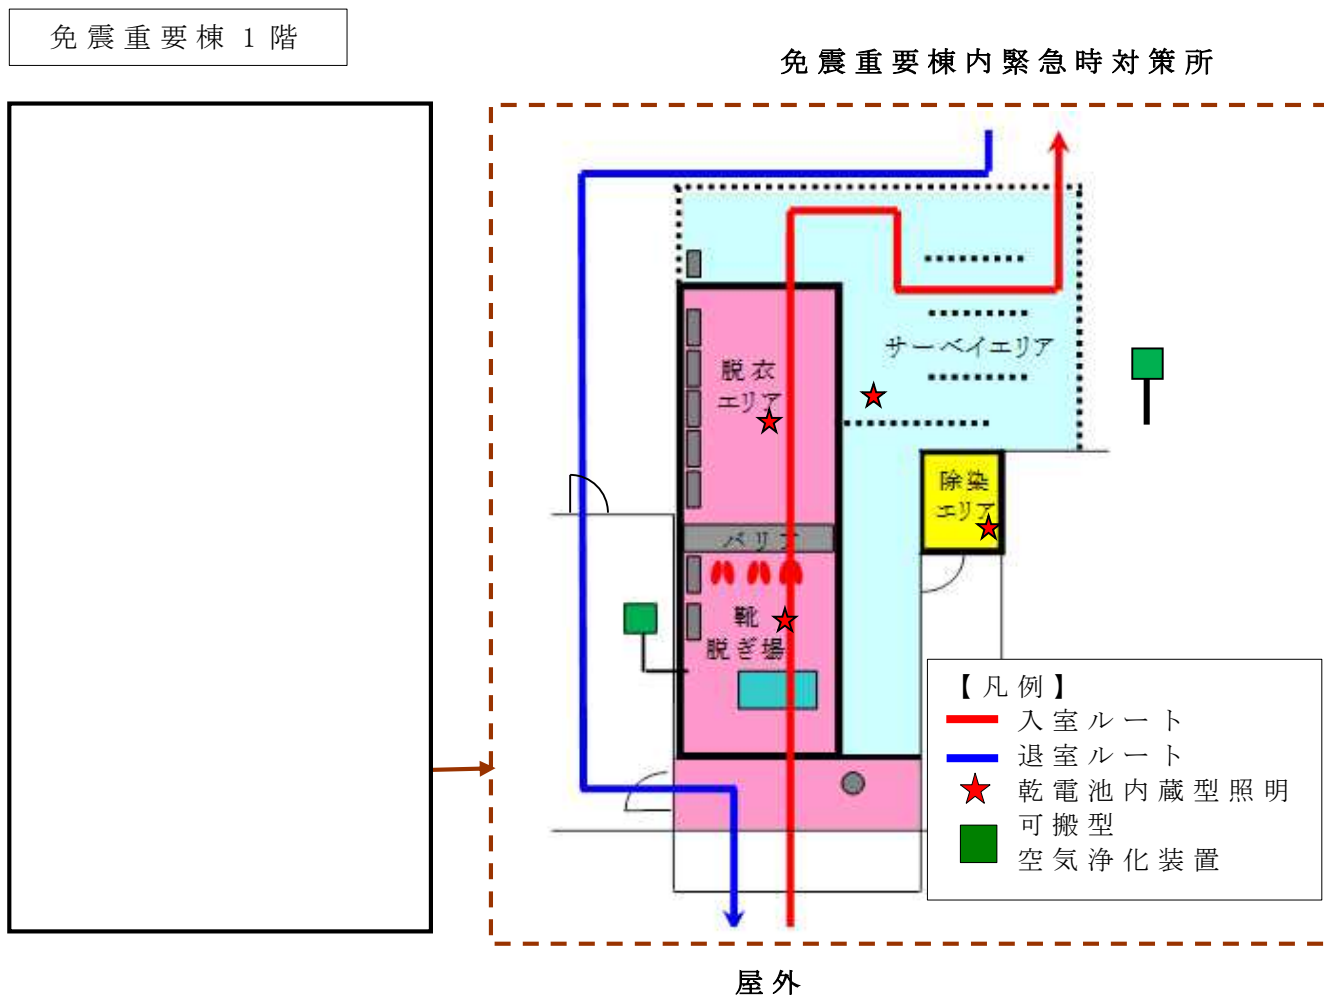 免震重要棟1階
免震重要棟内緊急時対策所
サーベイエリア
脱衣
エリア
除染
エリア
バリア
靴
脱ぎ場
【凡例】
入室ルート
退室ルート
乾電池内蔵型照明
可搬型
空気浄化装置
屋外